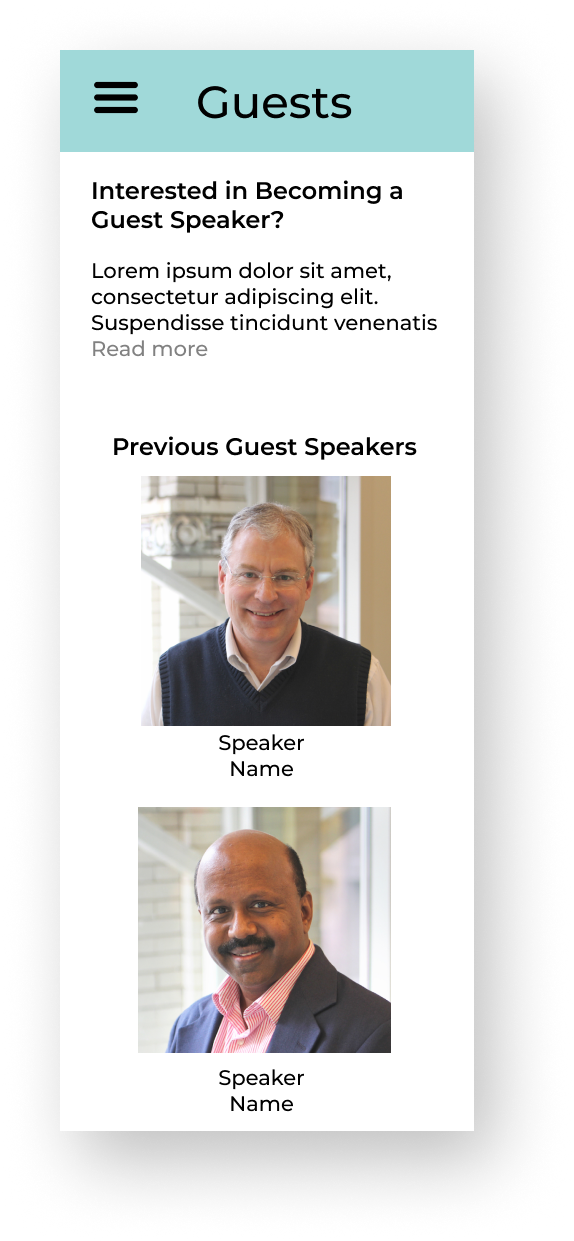 Guests
Interested in Becoming a
Guest Speaker?
Lorem ipsum dolor sit amet,
consectetur adipiscing elit.
Suspendisse tincidunt venenatis
Read more
Previous Guest Speakers
Speaker
Name
Speaker
Name